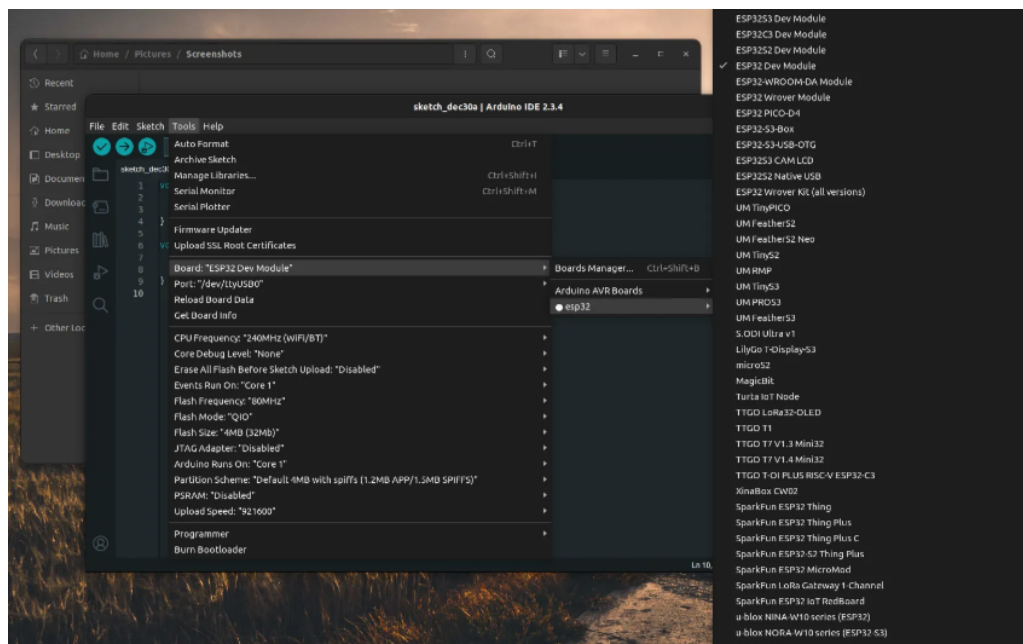 Home / Pictures / Screenshots
Recent
Starred
Home
Desktop
Documen
Downloac
Music
Pictures
Videos
Trash
+ Other Loc
sketch_dec30a | Arduino IDE 2.3.4
File Edit Sketch Tools Help
sketch_dec3
1
2
3
4 }
5
6
7
8
9 }
10
Auto Format Ctrl+T
Archive Sketch
Manage Libraries... Ctrl+Shift+I
Serial Monitor Ctrl+Shift+M
Serial Plotter
Firmware Updater
Upload SSL Root Certificates
Board: "ESP32 Dev Module"
Port: "/dev/ttyUSB0"
Reload Board Data
Get Board Info
CPU Frequency: "240MHz (WiFi/BT)"
Core Debug Level: "None"
Erase All Flash Before Sketch Upload: "Disabled"
Events Run On: "Core 1"
Flash Frequency: "80MHz"
Flash Mode: "QIO"
Flash Size: "4MB (32Mb)"
JTAG Adapter: "Disabled"
Arduino Runs On: "Core 1"
Partition Scheme: "Default 4MB with spiffs (1.2MB APP/1.5MB SPIFFS)"
PSRAM: "Disabled"
Upload Speed: "921600"
Programmer
Burn Bootloader
Ln 10,
Boards Manager... Ctrl+Shift+B
Arduino AVR Boards
● esp32
ESP32S3 Dev Module
ESP32C3 Dev Module
ESP32S2 Dev Module
✓ ESP32 Dev Module
ESP32-WROOM-DA Module
ESP32 Wrover Module
ESP32 PICO-D4
ESP32-S3-Box
ESP32-S3-USB-OTG
ESP32S3 CAM LCD
ESP32S2 Native USB
ESP32 Wrover Kit (all versions)
UM TinyPICO
UM FeatherS2
UM FeatherS2 Neo
UM TinyS2
UM RMP
UM TinyS3
UM PROS3
UM FeatherS3
S.ODI Ultra v1
LilyGo T-Display-S3
microS2
MagicBit
Turta IoT Node
TTGO LoRa32-OLED
TTGO T1
TTGO T7 V1.3 Mini32
TTGO T7 V1.4 Mini32
TTGO T-OI PLUS RISC-V ESP32-C3
XinaBox CW02
SparkFun ESP32 Thing
SparkFun ESP32 Thing Plus
SparkFun ESP32 Thing Plus C
SparkFun ESP32-S2 Thing Plus
SparkFun ESP32 MicroMod
SparkFun LoRa Gateway 1-Channel
SparkFun ESP32 IoT RedBoard
u-blox NINA-W10 series (ESP32)
u-blox NORA-W10 series (ESP32-S3)